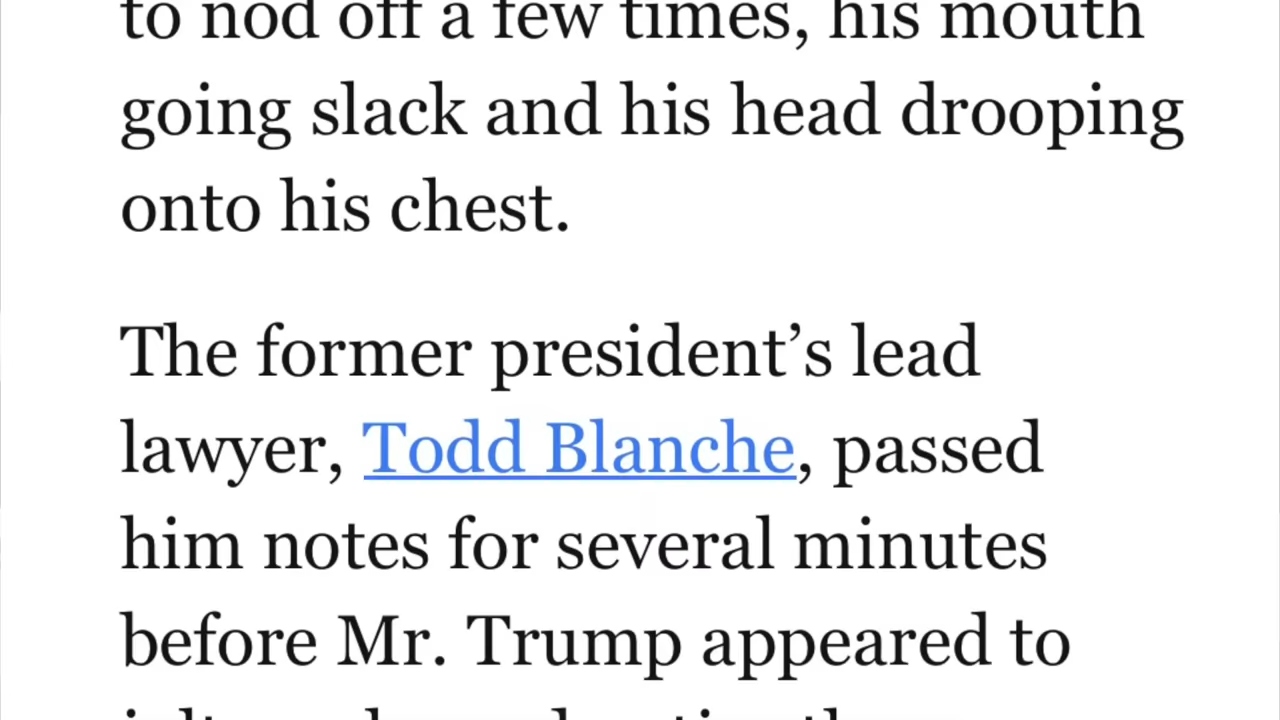 to nod off a few times, his mouth
going slack and his head drooping
onto his chest.
The former president’s lead
lawyer, Todd Blanche, passed
him notes for several minutes
before Mr. Trump appeared to